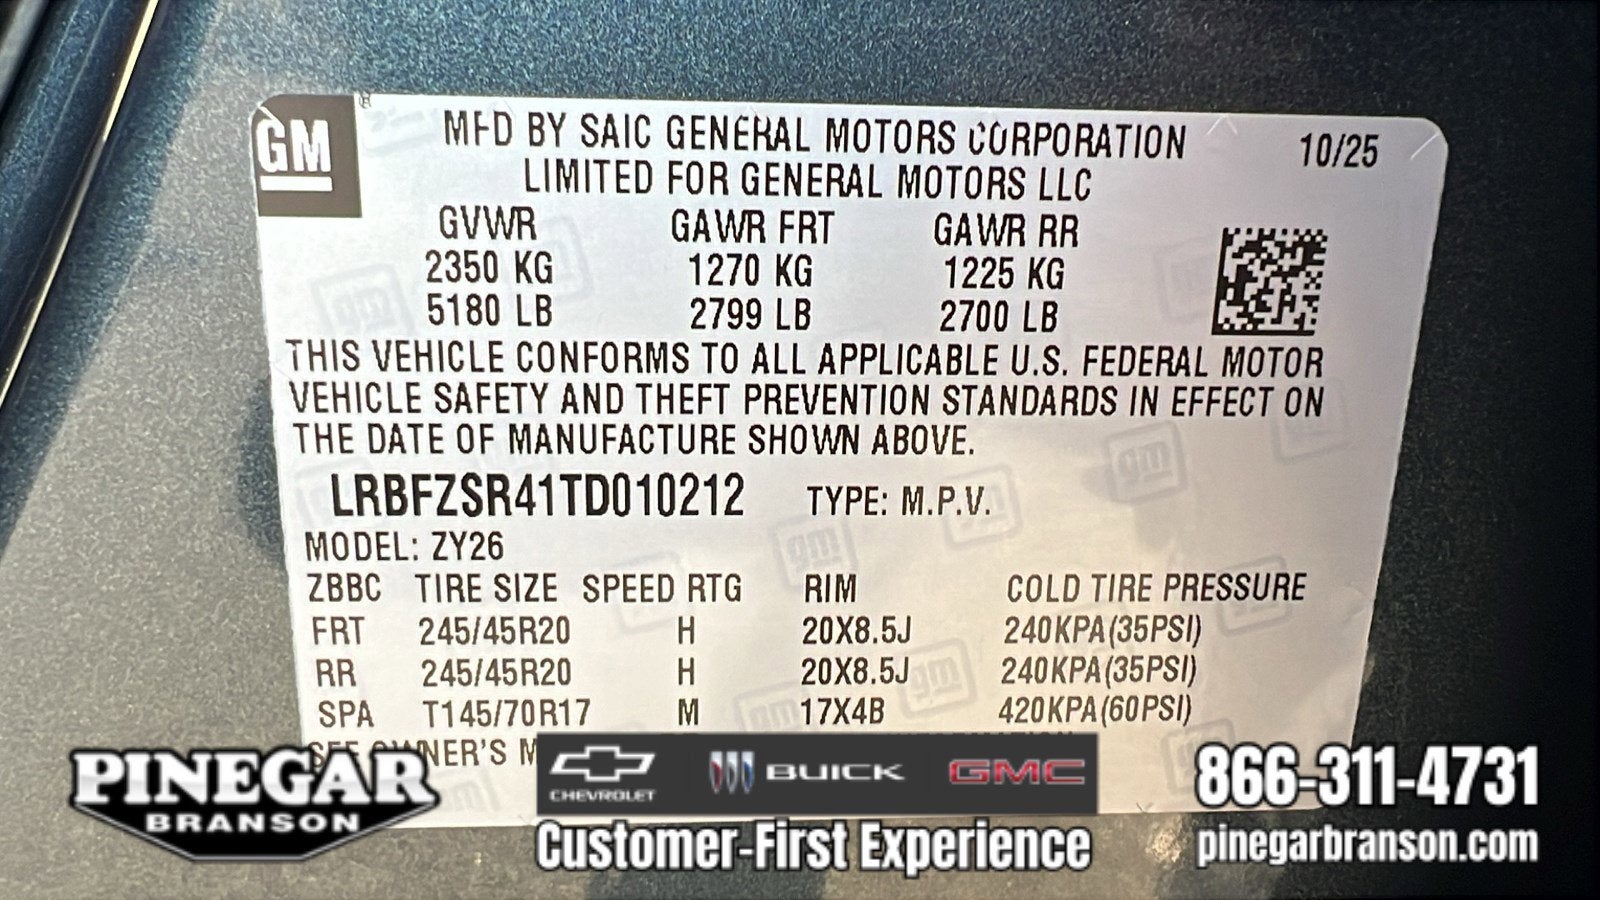 GM
MFD BY SAIC GENERAL MOTORS CORPORATION 10/25
LIMITED FOR GENERAL MOTORS LLC
GVWR GAWR FRT GAWR RR
2350 KG 1270 KG 1225 KG
5180 LB 2799 LB 2700 LB
THIS VEHICLE CONFORMS TO ALL APPLICABLE U.S. FEDERAL MOTOR
VEHICLE SAFETY AND THEFT PREVENTION STANDARDS IN EFFECT ON
THE DATE OF MANUFACTURE SHOWN ABOVE.
LRBFZSR41TD010212 TYPE: M.P.V.
MODEL: ZY26
ZBBC TIRE SIZE SPEED RTG RIM COLD TIRE PRESSURE
FRT 245/45R20 H 20X8.5J 240KPA(35PSI)
RR 245/45R20 H 20X8.5J 240KPA(35PSI)
SPA T145/70R17 M 17X4B 420KPA(60PSI)
SEE OWNER'S
PINEGAR
BRANSON
CHEVROLET BUICK GMC
Customer-First Experience
866-311-4731
pinegarbranson.com